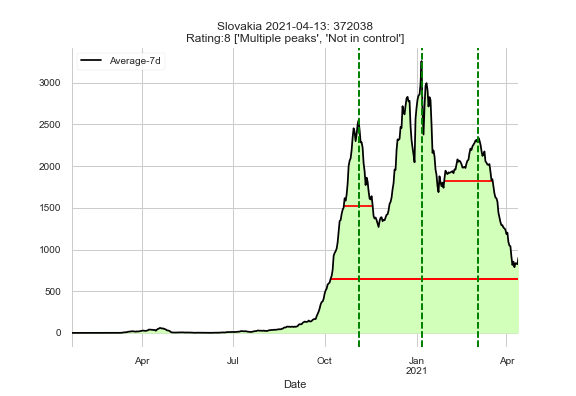 Slovakia 2021-04-13: 372038
Rating:8 ['Multiple peaks', 'Not in control']
Average-7d
3000
2500
2000
1500
1000
500
0
Apr Jul Oct Jan Apr
2021
Date